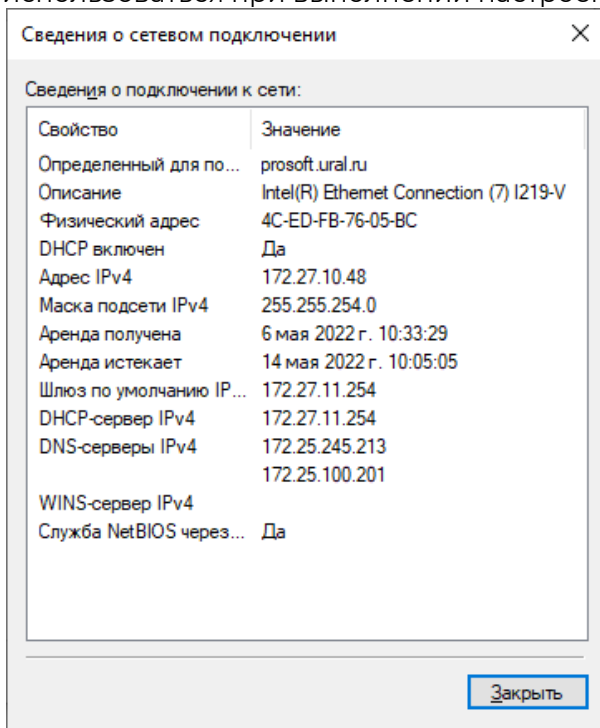 использоваться при выполнении настрое
Сведения о сетевом подключении
Сведения о подключении к сети:
Свойство Значение
Определенный для по... prosoft.ural.ru
Описание Intel(R) Ethernet Connection (7) I219-V
Физический адрес 4C-ED-FB-76-05-BC
DHCP включен Да
Адрес IPv4 172.27.10.48
Маска подсети IPv4 255.255.254.0
Аренда получена 6 мая 2022 г. 10:33:29
Аренда истекает 14 мая 2022 г. 10:05:05
Шлюз по умолчанию IP... 172.27.11.254
DHCP-сервер IPv4 172.27.11.254
DNS-серверы IPv4 172.25.245.213
172.25.100.201
WINS-сервер IPv4
Служба NetBIOS через... Да
Закрыть